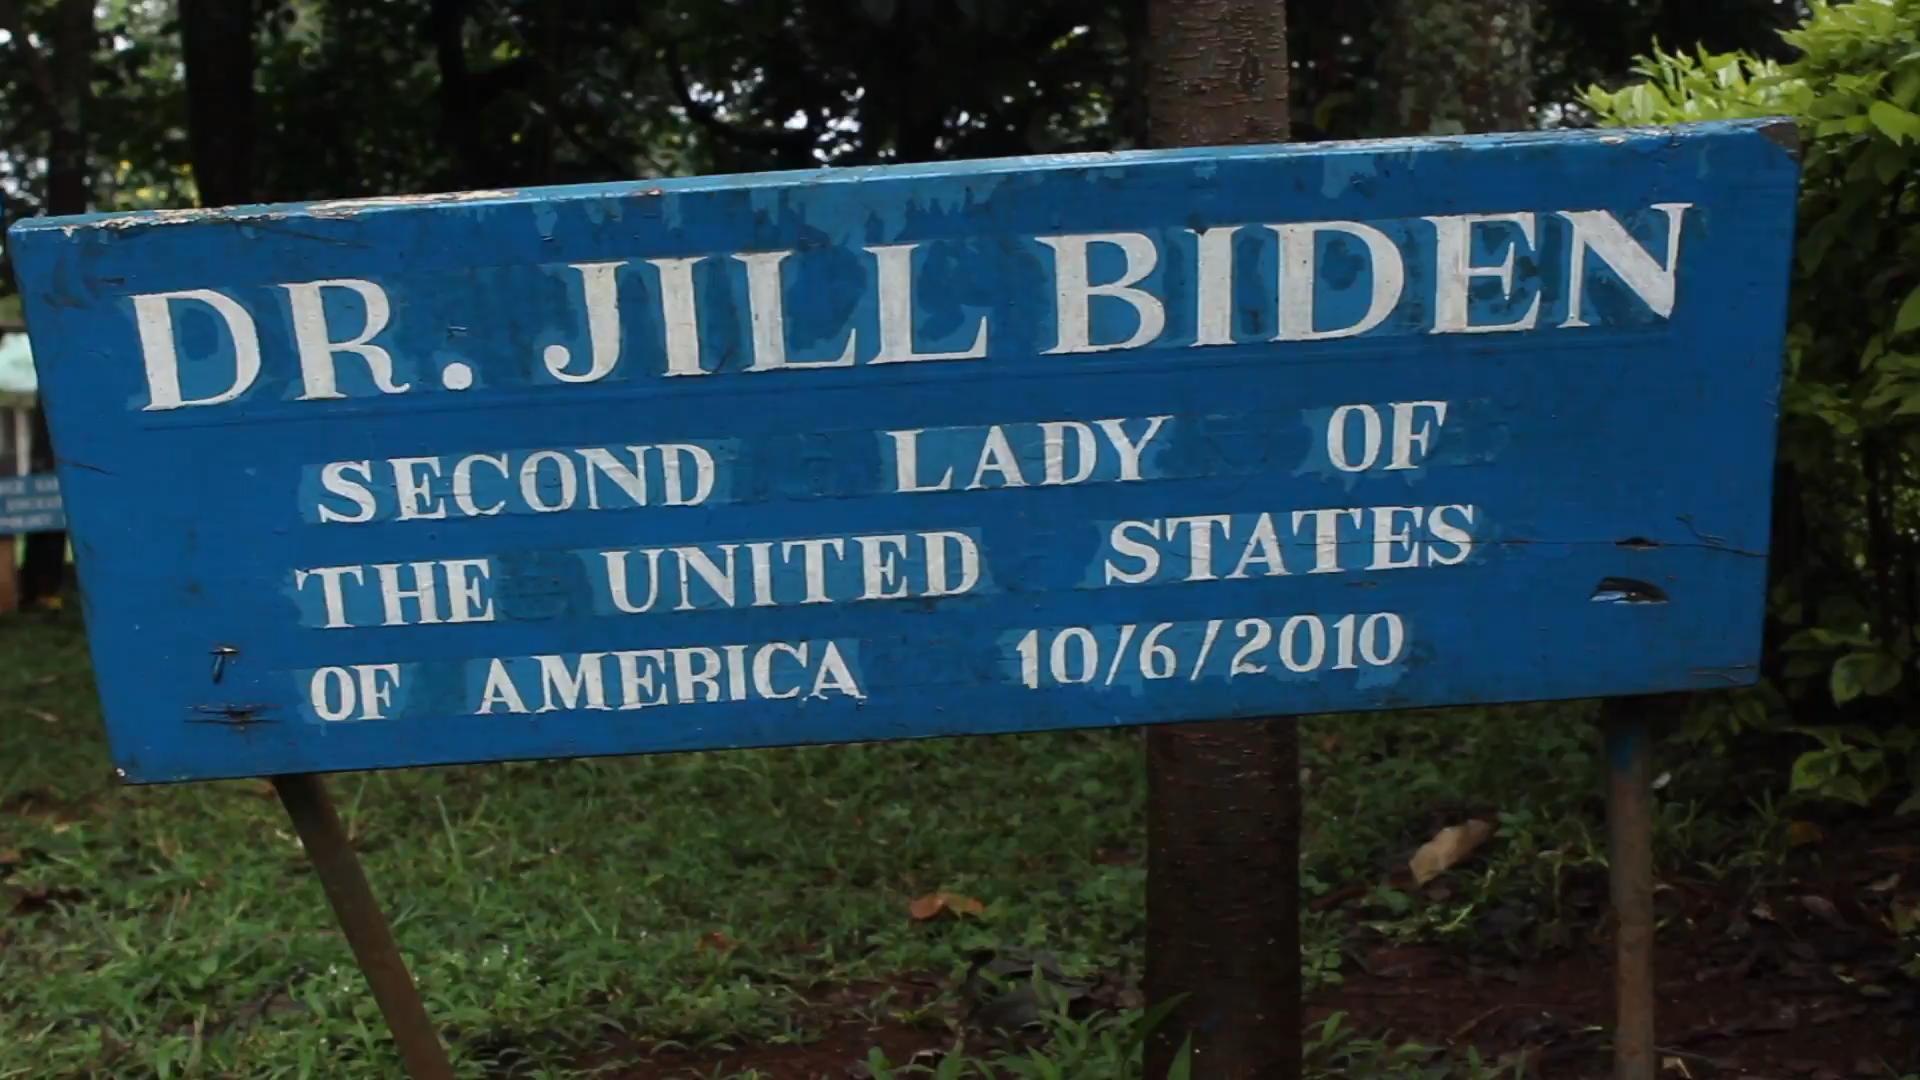 DR. JILL BIDEN
SECOND LADY OF
THE UNITED STATES
OF AMERICA 10/6/2010